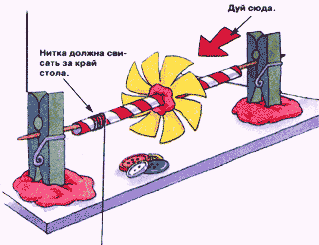 Дуй сюда.
Нитка должна сви-
сать за край
стола.